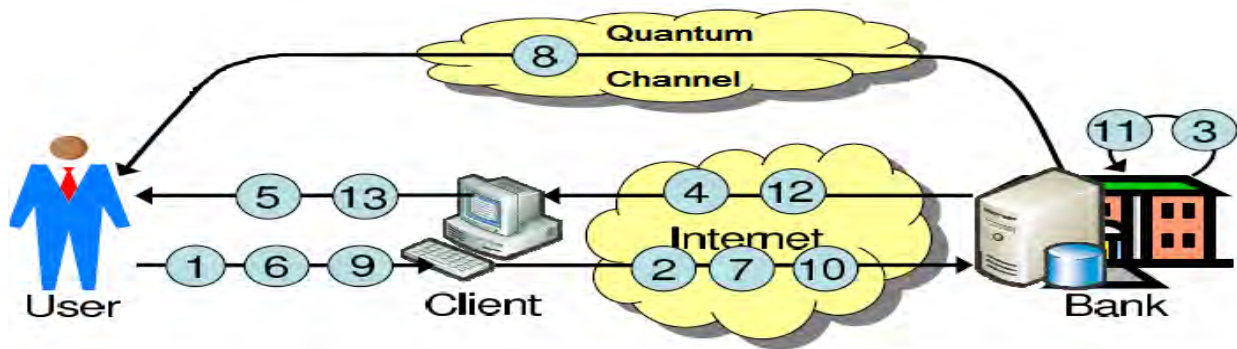 Quantum
8
Channel
11 3
5 13 4 12
Internet
1 6 9 2 7 10
User Client Bank